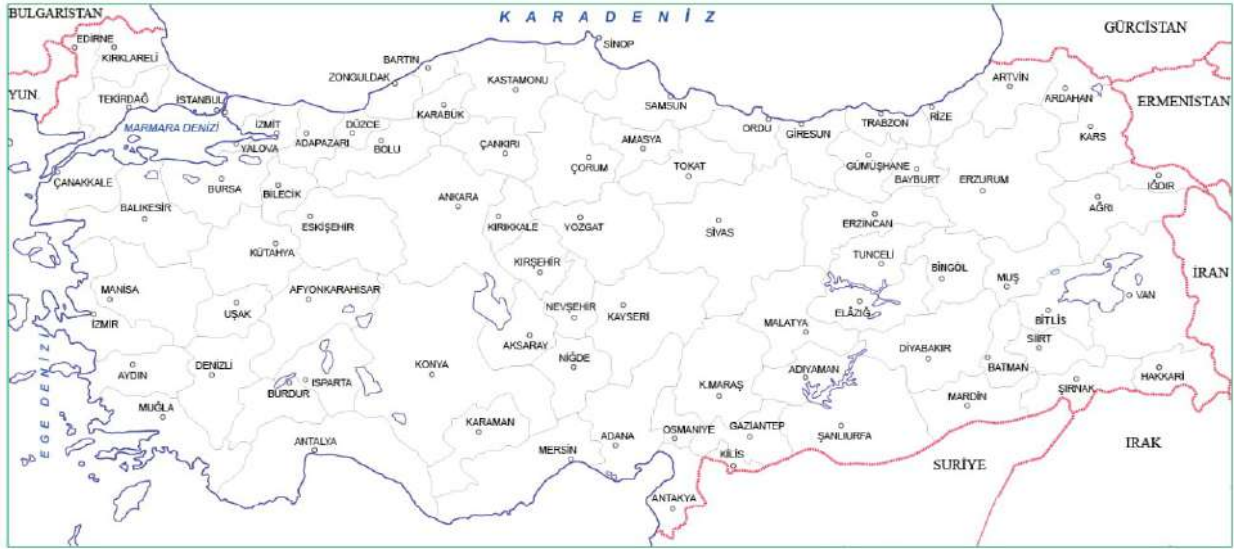 BULGARİSTAN
K A R A D E N İ Z
GÜRCİSTAN
EDİRNE
KIRKLARELİ
SİNOP
BARTIN
ZONGULDAK
KASTAMONU
ARTVİN
ARDAHAN
YUN.
TEKİRDAĞ
İSTANBUL
KARABÜK
SAMSUN
ERMENİSTAN
MARMARA DENİZİ
İZMİT
DÜZCE
ORDU
GİRESUN
TRABZON
RİZE
KARS
YALOVA
ADAPAZARI
BOLU
ÇANKIRI
AMASYA
ÇORUM
TOKAT
GÜMÜŞHANE
BAYBURT
ERZURUM
IĞDIR
ÇANAKKALE
BURSA
BİLECİK
ANKARA
AĞRI
BALIKESİR
ESKİŞEHİR
KIRIKKALE
YOZGAT
SİVAS
ERZİNCAN
KÜTAHYA
KIRŞEHİR
TUNCELİ
BİNGÖL
MUŞ
İRAN
MANİSA
UŞAK
AFYONKARAHİSAR
NEVŞEHİR
KAYSERİ
ELÂZIĞ
VAN
İZMİR
AKSARAY
MALATYA
BİTLİS
SİİRT
EGE DENİZİ
AYDIN
DENİZLİ
BURDUR
ISPARTA
KONYA
NİĞDE
K.MARAŞ
ADIYAMAN
DİYABAKIR
BATMAN
ŞIRNAK
HAKKARİ
MUĞLA
KARAMAN
MARDİN
ANTALYA
MERSİN
ADANA
OSMANİYE
GAZİANTEP
ŞANLIURFA
KİLİS
SURİYE
IRAK
ANTAKYA